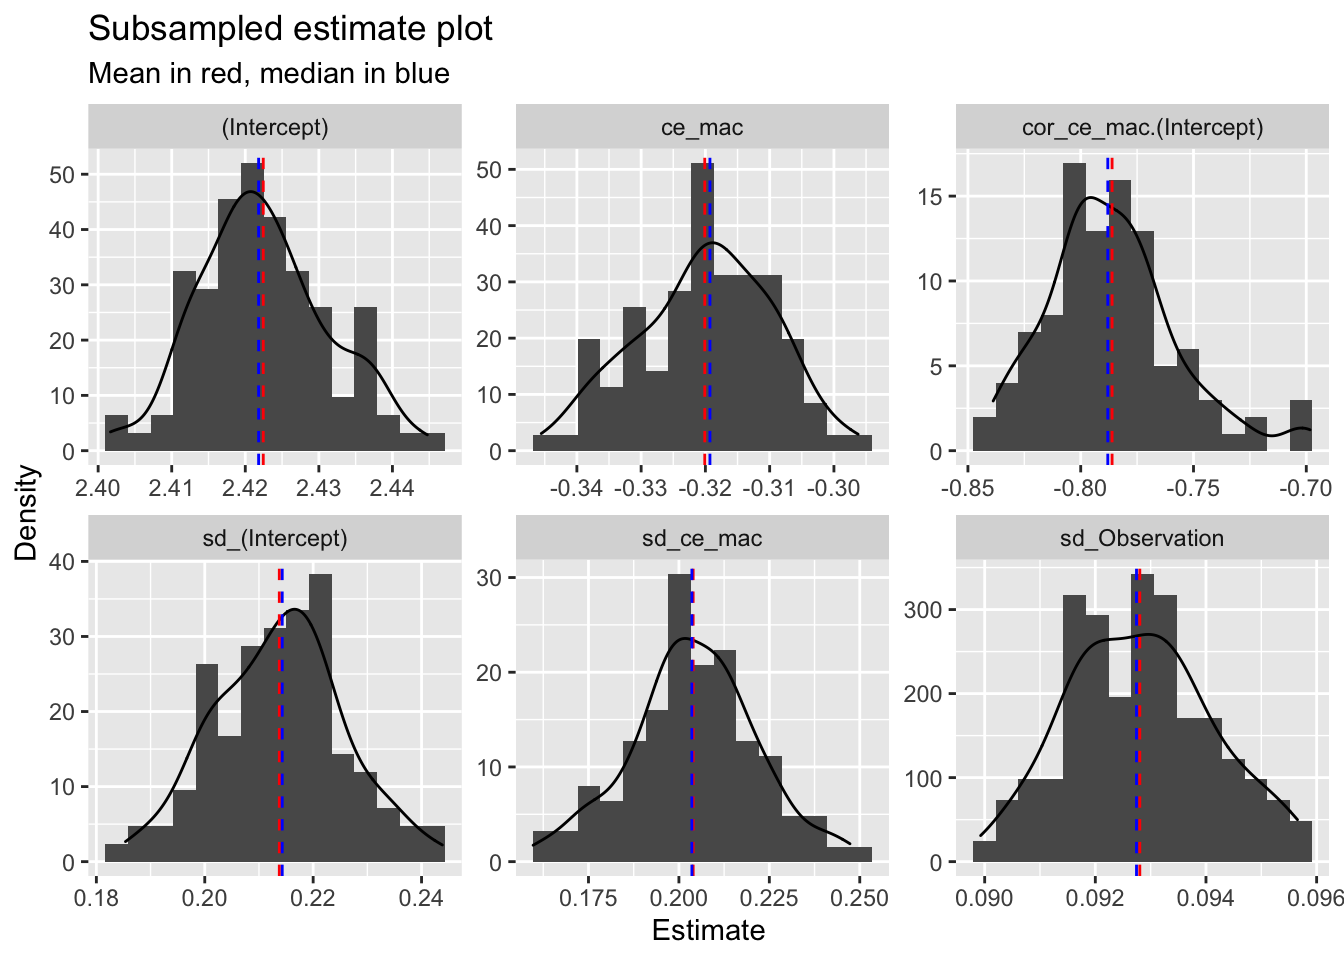 Subsampled estimate plot
Mean in red, median in blue
(Intercept)
ce_mac
cor_ce_mac.(Intercept)
50
40
30
20
10
0
50
40
30
20
10
0
15
10
5
0
2.40 2.41 2.42 2.43 2.44
-0.34 -0.33 -0.32 -0.31 -0.30
-0.85 -0.80 -0.75 -0.70
Density
sd_(Intercept)
sd_ce_mac
sd_Observation
40
30
20
10
0
30
20
10
0
300
200
100
0
0.18 0.20 0.22 0.24
0.175 0.200 0.225 0.250
0.090 0.092 0.094 0.096
Estimate